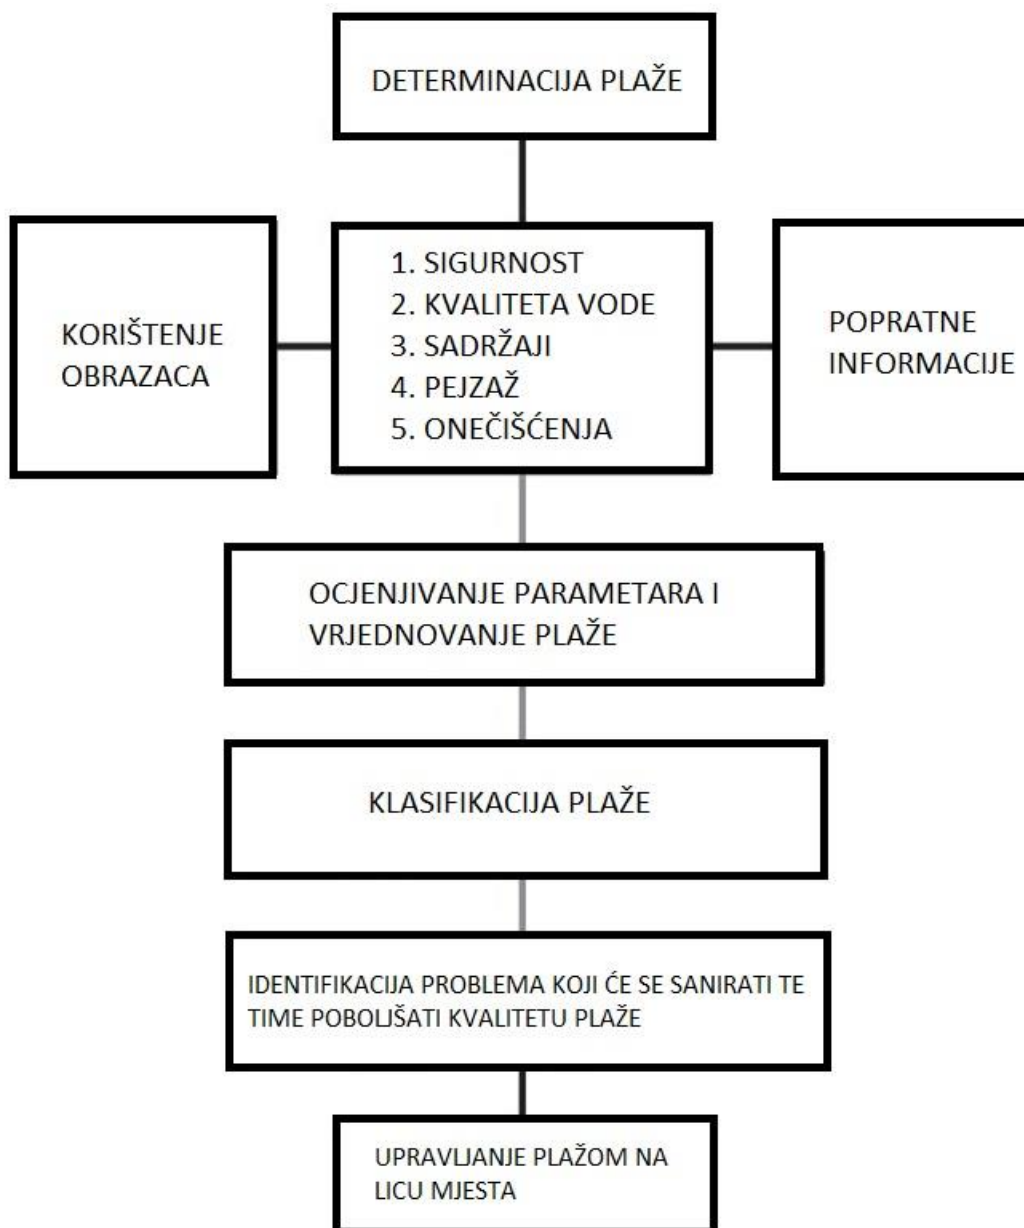 DETERMINACIJA PLAŽE
KORIŠTENJE
OBRAZACA
1. SIGURNOST
2. KVALITETA VODE
3. SADRŽAJI
4. PEJZAŽ
5. ONEČIŠĆENJA
POPRATNE
INFORMACIJE
OCJENJIVANJE PARAMETARA I
VRJEDNOVANJE PLAŽE
KLASIFIKACIJA PLAŽE
IDENTIFIKACIJA PROBLEMA KOJI ĆE SE SANIRATI TE
TIME POBOLJŠATI KVALITETU PLAŽE
UPRAVLJANJE PLAŽOM NA
LICU MJESTA